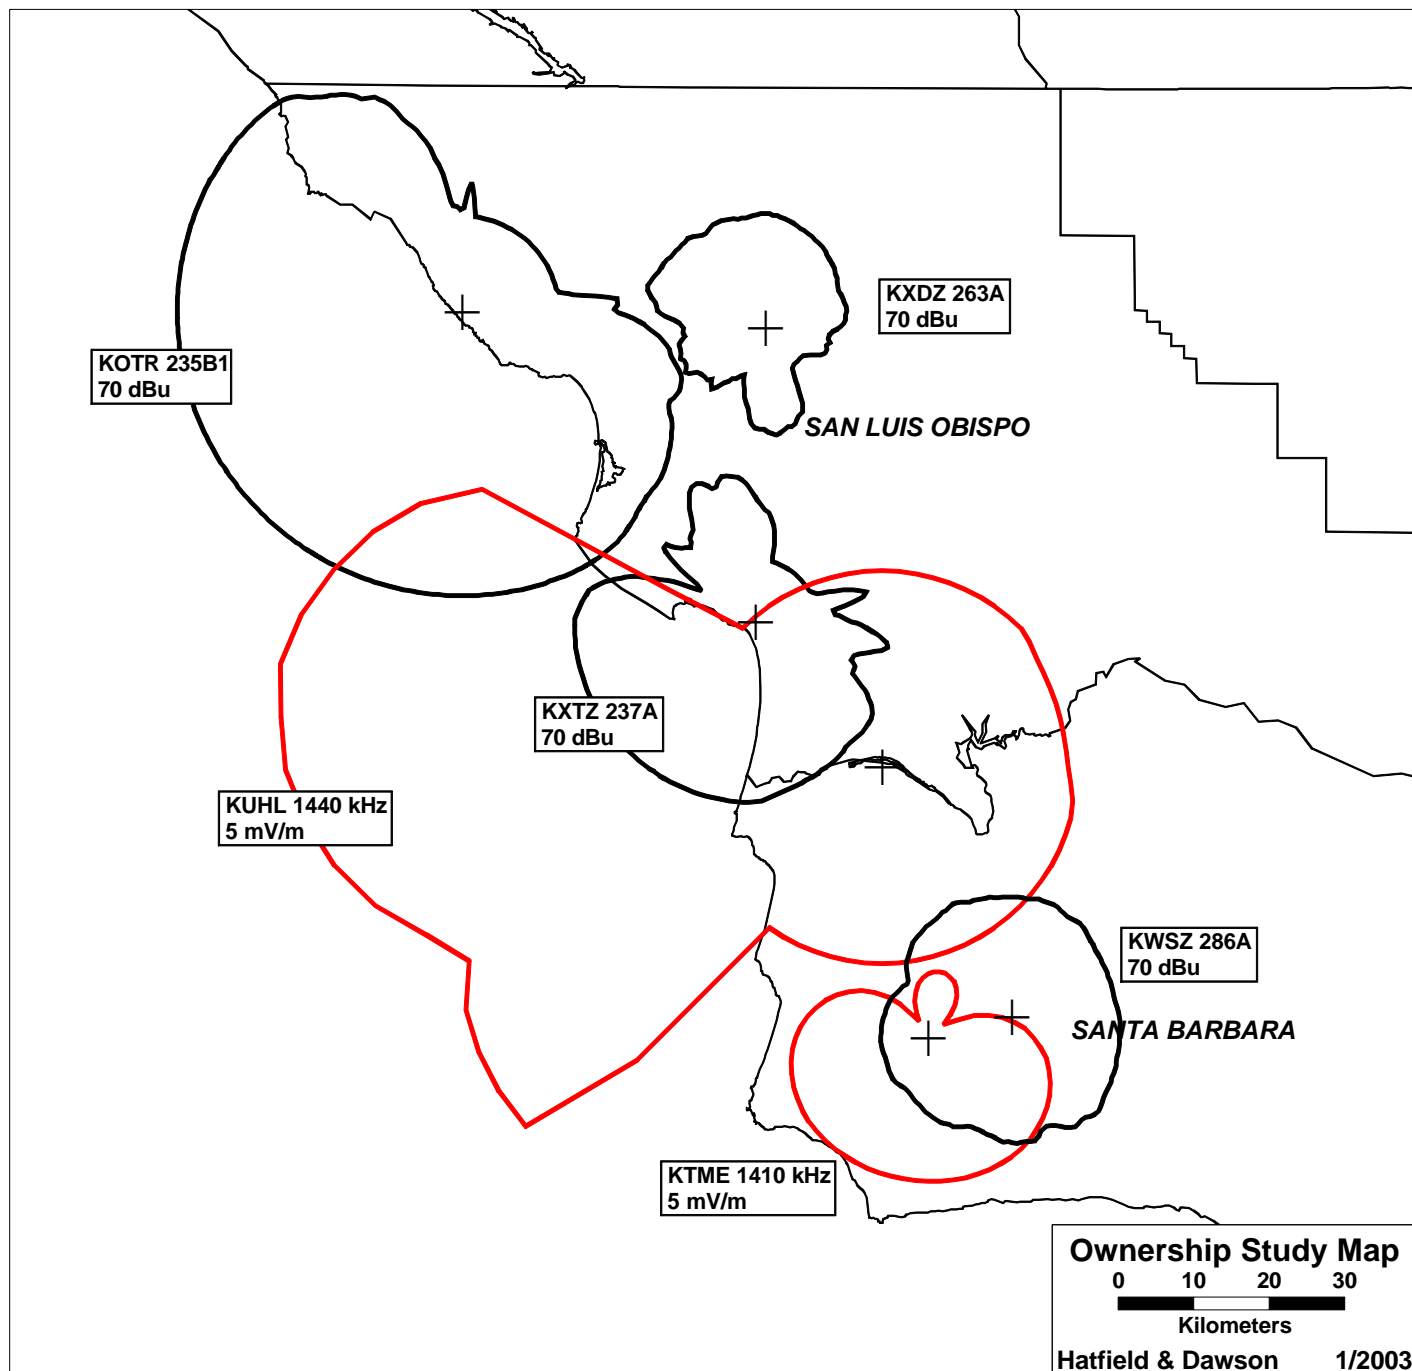 KXDZ 263A
70 dBu
KOTR 235B1
70 dBu
SAN LUIS OBISPO
KXTZ 237A
70 dBu
KUHL 1440 kHz
5 mV/m
KWSZ 286A
70 dBu
SANTA BARBARA
KTME 1410 kHz
5 mV/m
Ownership Study Map
0 10 20 30
Kilometers
Hatfield & Dawson 1/2003